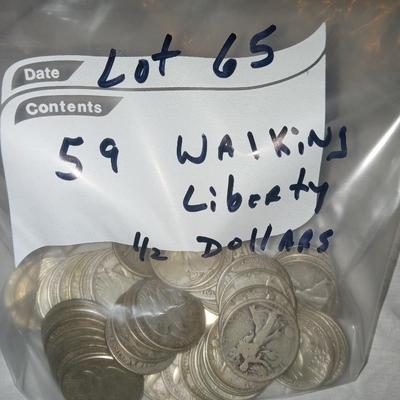 Date Lot 65
Contents
59 WAlKiNg
Liberty
1/2 DOllARS